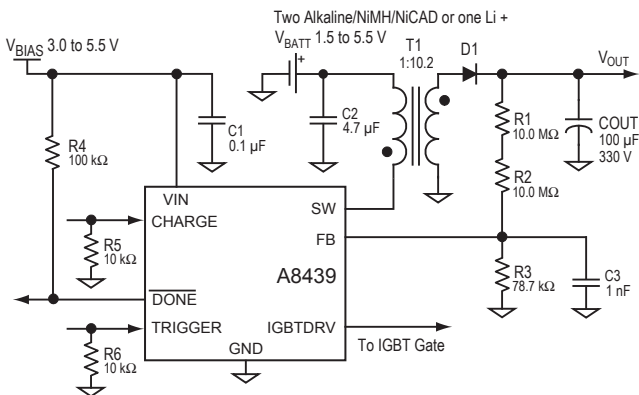 Two Alkaline/NiMH/NiCAD or one Li +
V_BIAS 3.0 to 5.5 V
V_BATT 1.5 to 5.5 V
T1
1:10.2
D1
V_OUT
+
R4
100 kΩ
C1
0.1 µF
C2
4.7 µF
R1
10.0 MΩ
COUT
100 µF
330 V
R2
10.0 MΩ
VIN
SW
CHARGE
R5
10 kΩ
FB
A8439
R3
78.7 kΩ
C3
1 nF
DONE
TRIGGER
IGBTDRV
To IGBT Gate
R6
10 kΩ
GND